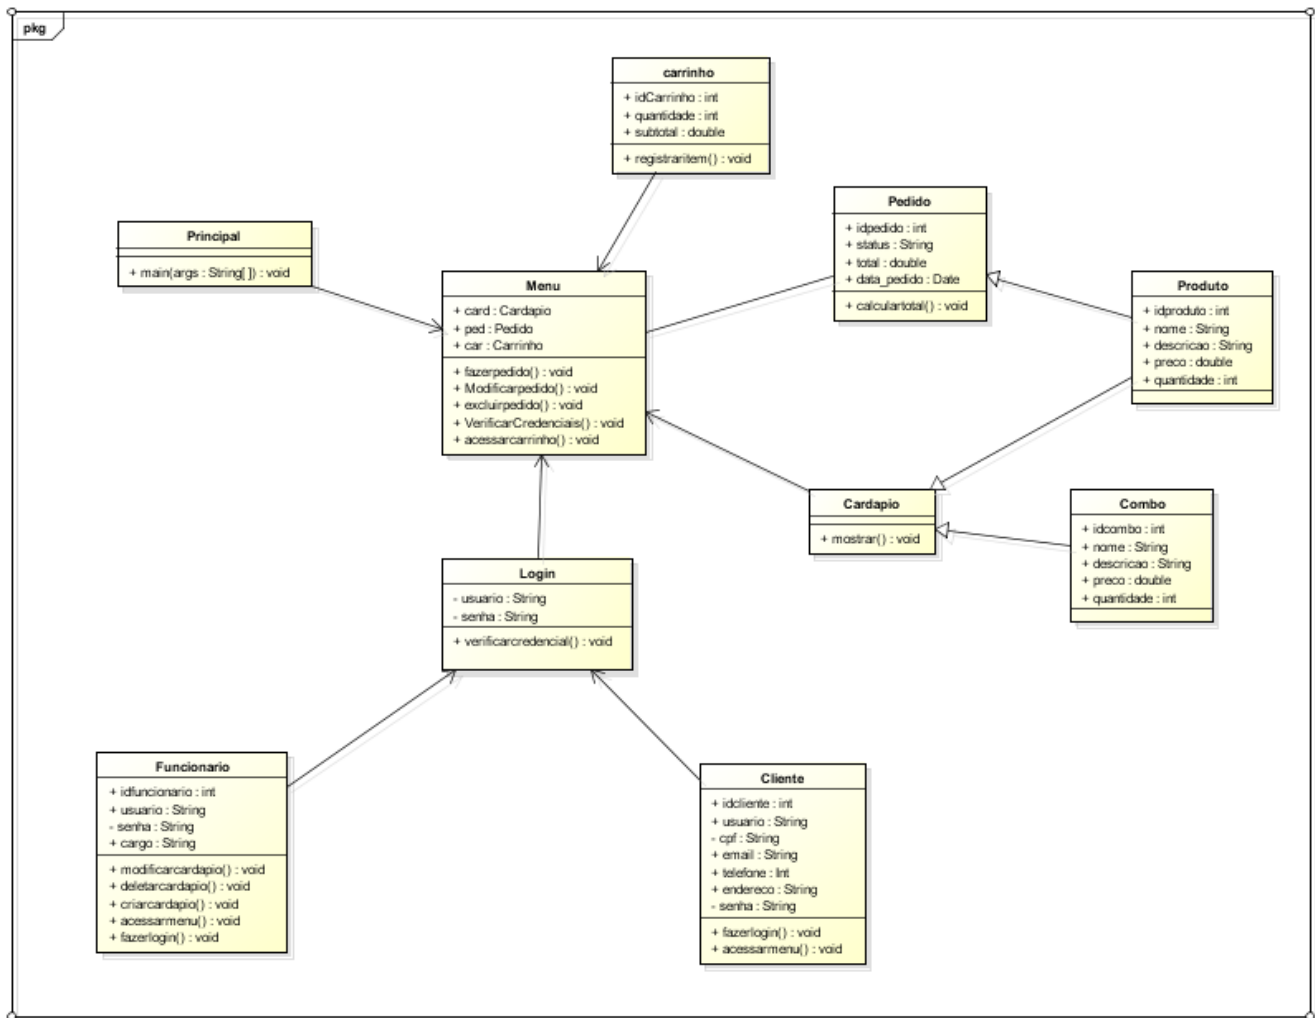 pkg
carrinho
+ idCarrinho : int
+ quantidade : int
+ subtotal : double
+ registraritem() : void
Pedido
+ idpedido : int
+ status : String
+ total : double
+ data_pedido : Date
+ calculartotal() : void
Principal
+ main(args : String[ ]) : void
Menu
+ card : Cardapio
+ ped : Pedido
+ car : Carrinho
+ fazerpedido() : void
+ Modificarpedido() : void
+ excluirpedido() : void
+ VerificarCredenciais() : void
+ acessarcarrinho() : void
Produto
+ idproduto : int
+ nome : String
+ descricao : String
+ preco : double
+ quantidade : int
Cardapio
+ mostrar() : void
Combo
+ idcombo : int
+ nome : String
+ descricao : String
+ preco : double
+ quantidade : int
Login
- usuario : String
- senha : String
+ verificarcredencial() : void
Funcionario
+ idfuncionario : int
+ usuario : String
- senha : String
+ cargo : String
+ modificarcardapio() : void
+ deletarcardapio() : void
+ criarcardapio() : void
+ acessarmenu() : void
+ fazerlogin() : void
Cliente
+ idcliente : int
+ usuario : String
- cpf : String
+ email : String
+ telefone : Int
+ endereco : String
- senha : String
+ fazerlogin() : void
+ acessarmenu() : void